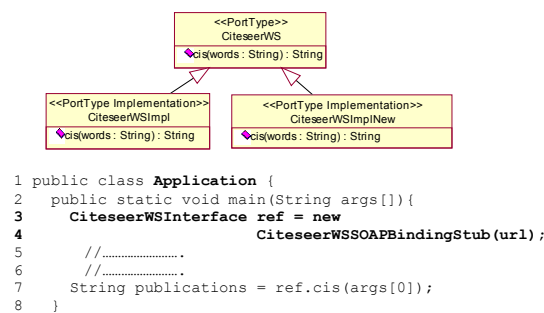 <<PortType>>
CiteseerWS
cis(words : String) : String
<<PortType Implementation>>
CiteseerWSImpl
cis(words : String) : String
<<PortType Implementation>>
CiteseerWSImplNew
cis(words : String) : String
1 public class Application {
2 public static void main(String args[]){
3 CiteseerWSInterface ref = new
4 CiteseerWSSOAPBindingStub(url);
5 //…………………….
6 //…………………….
7 String publications = ref.cis(args[0]);
8 }